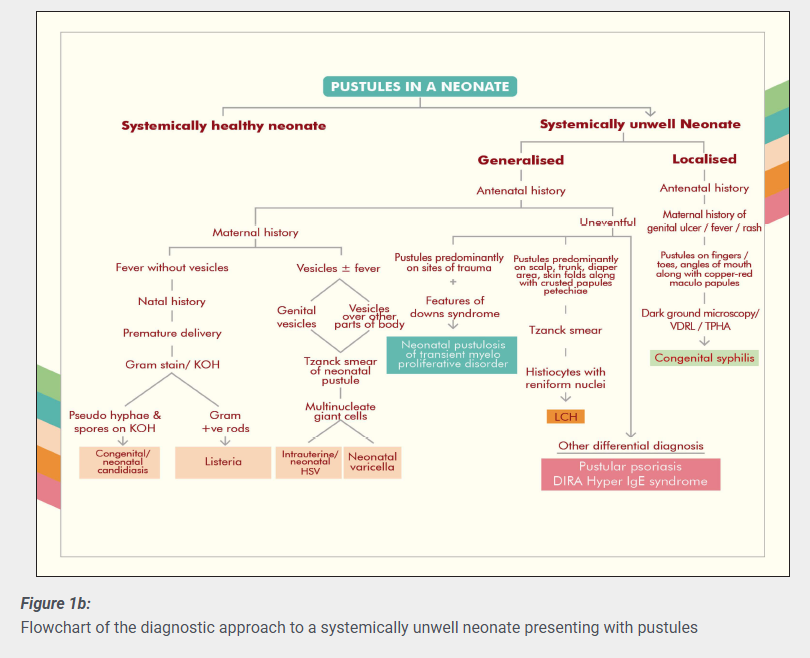 PUSTULES IN A NEONATE
Systemically healthy neonate
Systemically unwell Neonate
Generalised
Localised
Antenatal history
Antenatal history
Maternal history
Uneventful
Maternal history of
genital ulcer / fever / rash
Fever without vesicles
Vesicles ± fever
Pustules predominantly
on sites of trauma
+
Features of
downs syndrome
Pustules predominantly
on scalp, trunk, diaper
area, skin folds along
with crusted papules
petechiae
Pustules on fingers /
toes, angles of mouth
along with copper-red
maculo papules
Natal history
Genital
vesicles
Vesicles
over other
parts of body
Premature delivery
Tzanck smear
Dark ground microscopy/
VDRL / TPHA
Gram stain/ KOH
Tzanck smear
of neonatal
pustule
Neonatal pustulosis
of transient myelo
proliferative disorder
Histiocytes with
reniform nuclei
Congenital syphilis
Pseudo hyphae &
spores on KOH
Gram
+ve rods
Multinucleate
giant cells
LCH
Congenital/
neonatal
candidiasis
Listeria
Intrauterine/
neonatal
HSV
Neonatal
varicella
Other differential diagnosis
Pustular psoriasis
DIRA Hyper IgE syndrome
Figure 1b:
Flowchart of the diagnostic approach to a systemically unwell neonate presenting with pustules